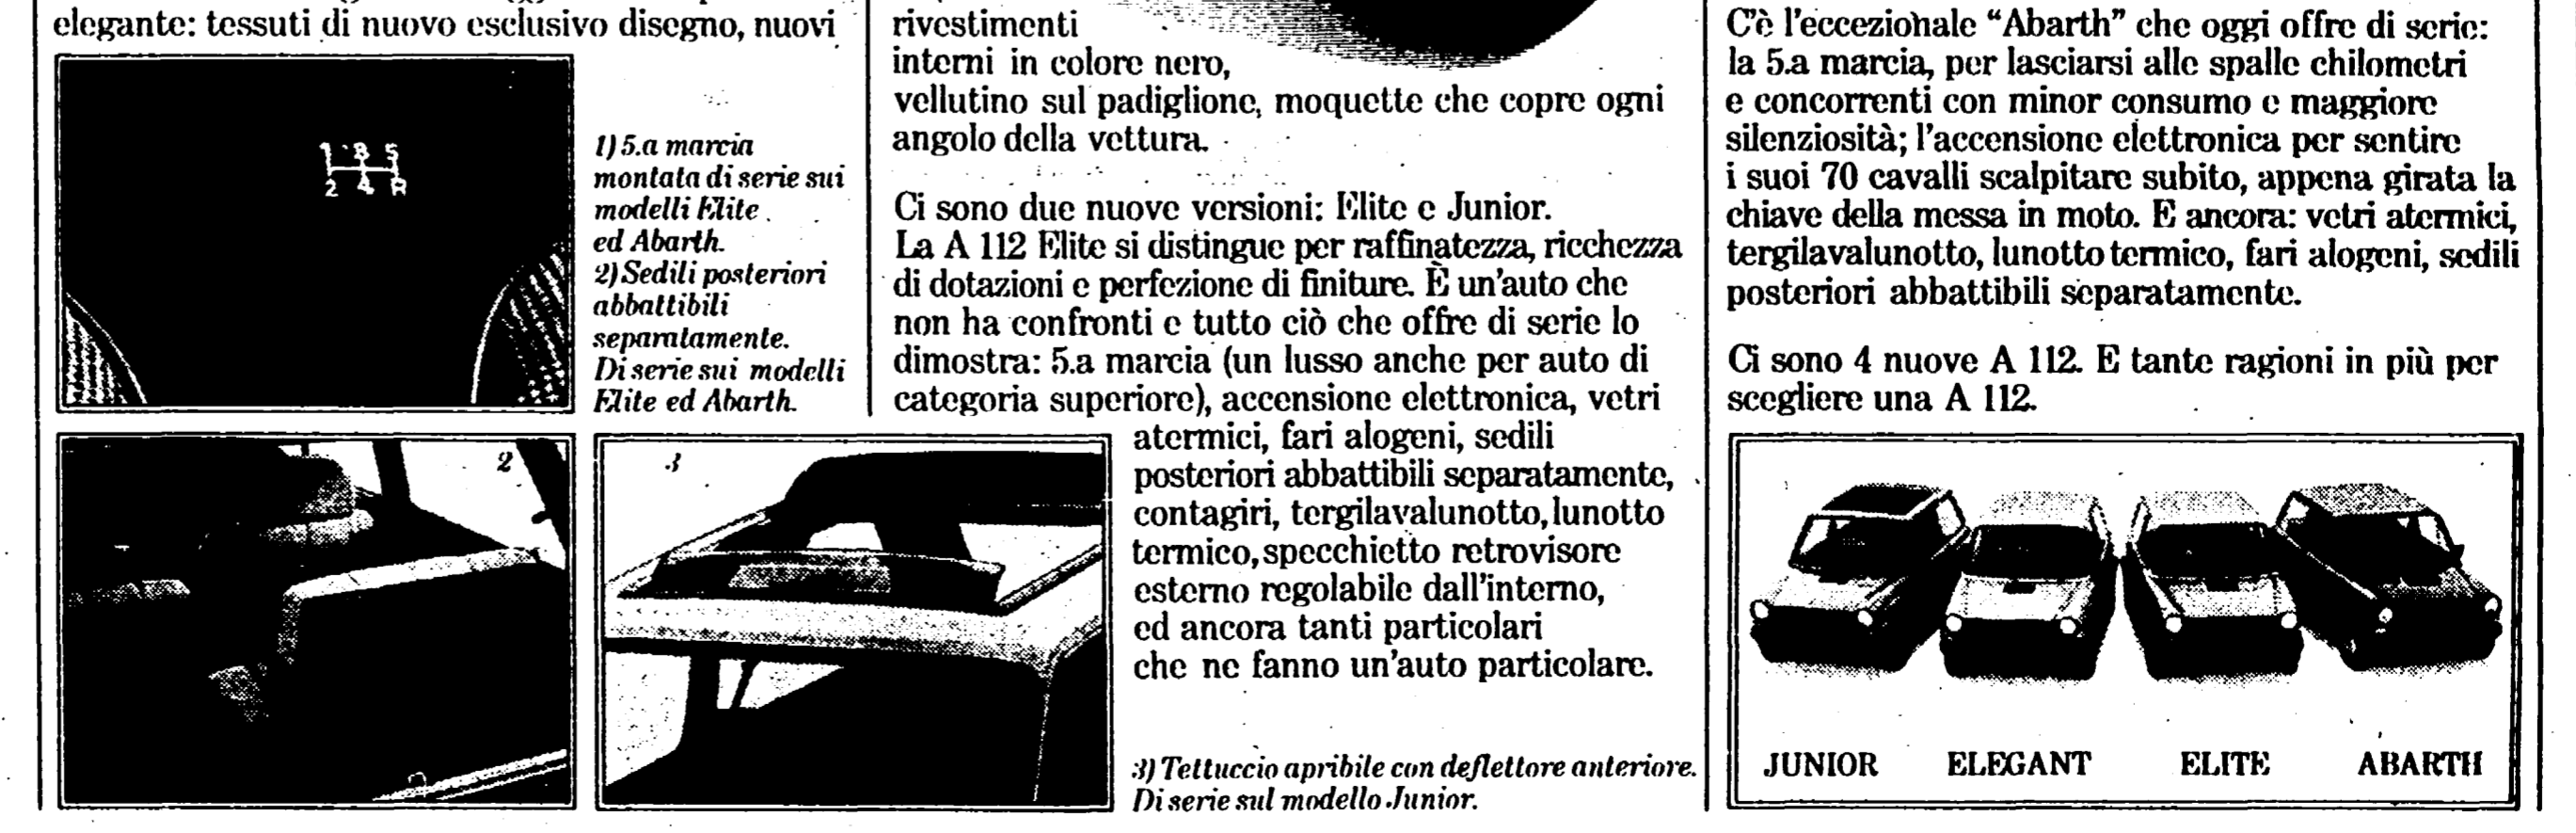 elegante: tessuti di nuovo esclusivo disegno, nuovi
1 3 5
2 4 R
1) 5.a marcia
montata di serie sui
modelli Elite
ed Abarth.
2) Sedili posteriori
abbattibili
separatamente.
Di serie sui modelli
Elite ed Abarth.
2
3
rivestimenti
interni in colore nero,
vellutino sul padiglione, moquette che copre ogni
angolo della vettura.
Ci sono due nuove versioni: Elite e Junior.
La A 112 Elite si distingue per raffinatezza, ricchezza
di dotazioni e perfezione di finiture. È un'auto che
non ha confronti e tutto ciò che offre di serie lo
dimostra: 5.a marcia (un lusso anche per auto di
categoria superiore), accensione elettronica, vetri
atermici, fari alogeni, sedili
posteriori abbattibili separatamente,
contagiri, tergilavalunotto, lunotto
termico, specchietto retrovisore
esterno regolabile dall'interno,
ed ancora tanti particolari
che ne fanno un'auto particolare.
3) Tettuccio apribile con deflettore anteriore.
Di serie sul modello Junior.
C'è l'eccezionale “Abarth” che oggi offre di serie:
la 5.a marcia, per lasciarsi alle spalle chilometri
e concorrenti con minor consumo e maggiore
silenziosità; l'accensione elettronica per sentire
i suoi 70 cavalli scalpitare subito, appena girata la
chiave della messa in moto. E ancora: vetri atermici,
tergilavalunotto, lunotto termico, fari alogeni, sedili
posteriori abbattibili separatamente.
Ci sono 4 nuove A 112. E tante ragioni in più per
scegliere una A 112.
JUNIOR ELEGANT ELITE ABARTH